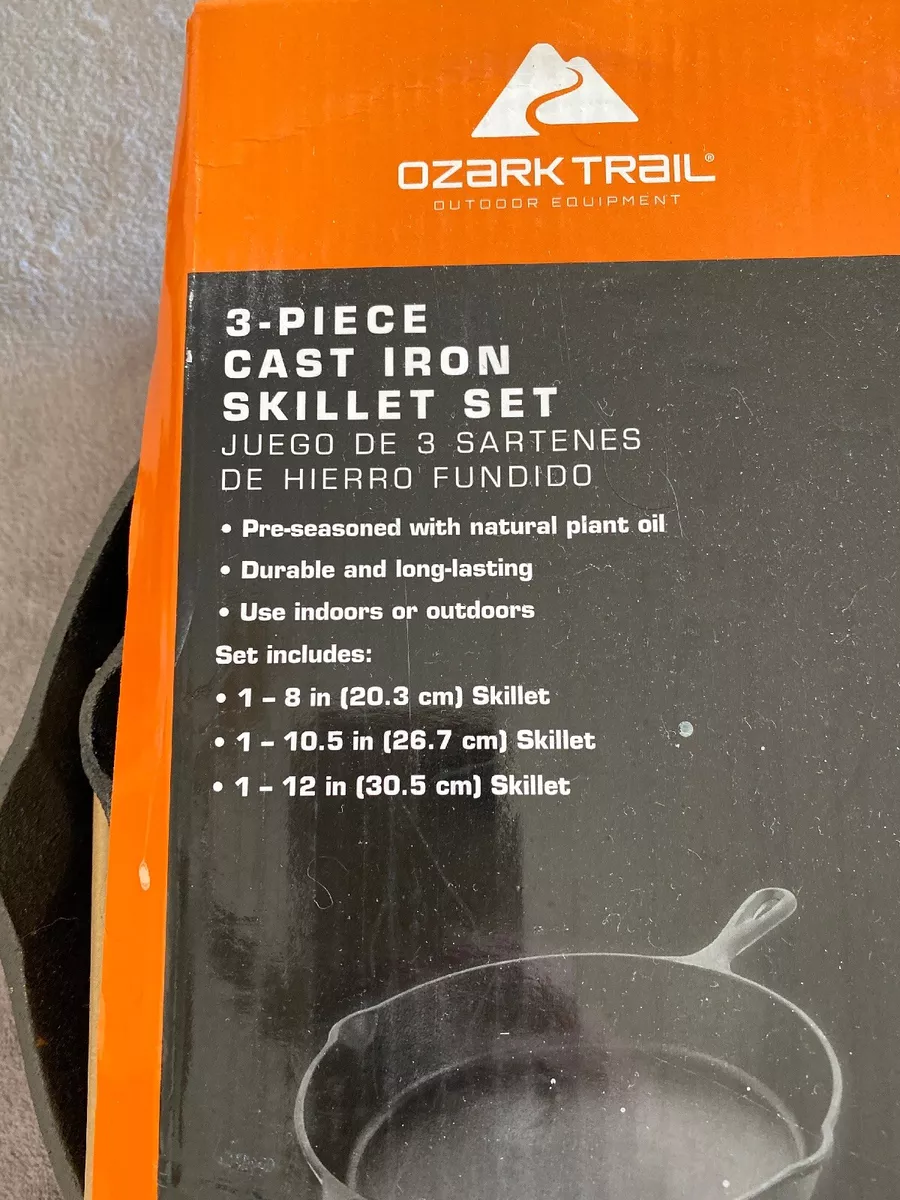 OZARK TRAIL®
OUTDOOR EQUIPMENT
3-PIECE
CAST IRON
SKILLET SET
JUEGO DE 3 SARTENES
DE HIERRO FUNDIDO
• Pre-seasoned with natural plant oil
• Durable and long-lasting
• Use indoors or outdoors
Set includes:
• 1 – 8 in (20.3 cm) Skillet
• 1 – 10.5 in (26.7 cm) Skillet
• 1 – 12 in (30.5 cm) Skillet